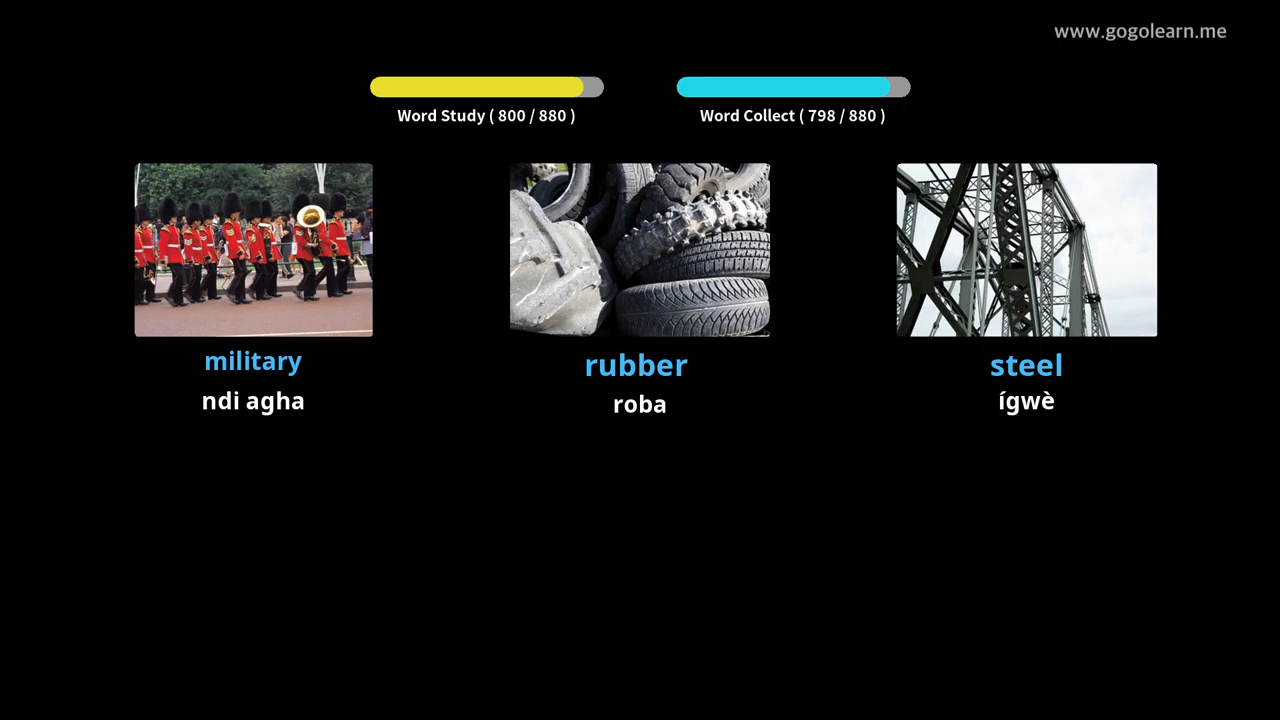 www.gogolearn.me
Word Study ( 800 / 880 )
Word Collect ( 798 / 880 )
military
ndi agha
rubber
roba
steel
ígwè